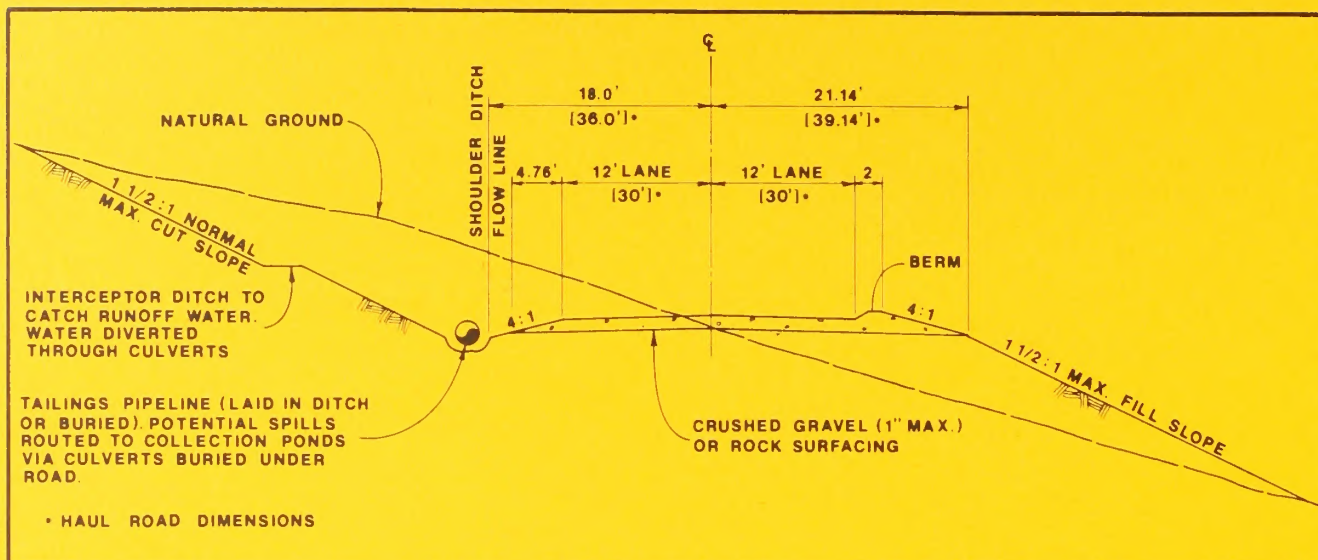 ℄
18.0'
[36.0']•
21.14'
[39.14']•
SHOULDER DITCH
FLOW LINE
4.76'
12' LANE
[30']•
12' LANE
[30']•
2
NATURAL GROUND
1 1/2:1 NORMAL
MAX. CUT SLOPE
BERM
4:1
4:1
1 1/2:1 MAX. FILL SLOPE
INTERCEPTOR DITCH TO
CATCH RUNOFF WATER.
WATER DIVERTED
THROUGH CULVERTS
TAILINGS PIPELINE (LAID IN DITCH
OR BURIED). POTENTIAL SPILLS
ROUTED TO COLLECTION PONDS
VIA CULVERTS BURIED UNDER
ROAD.
CRUSHED GRAVEL (1" MAX.)
OR ROCK SURFACING
• HAUL ROAD DIMENSIONS